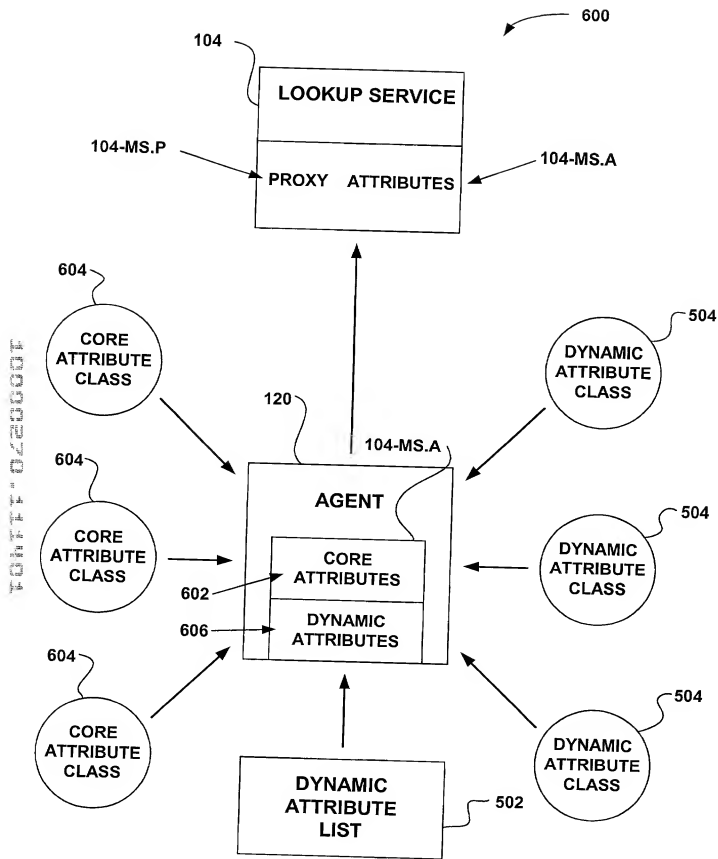 600
104
LOOKUP SERVICE
104-MS.P
104-MS.A
PROXY ATTRIBUTES
604
CORE
ATTRIBUTE
CLASS
504
DYNAMIC
ATTRIBUTE
CLASS
120
104-MS.A
604
CORE
ATTRIBUTE
CLASS
AGENT
CORE
ATTRIBUTES
602
DYNAMIC
ATTRIBUTES
606
504
DYNAMIC
ATTRIBUTE
CLASS
604
CORE
ATTRIBUTE
CLASS
504
DYNAMIC
ATTRIBUTE
CLASS
DYNAMIC
ATTRIBUTE
LIST
502